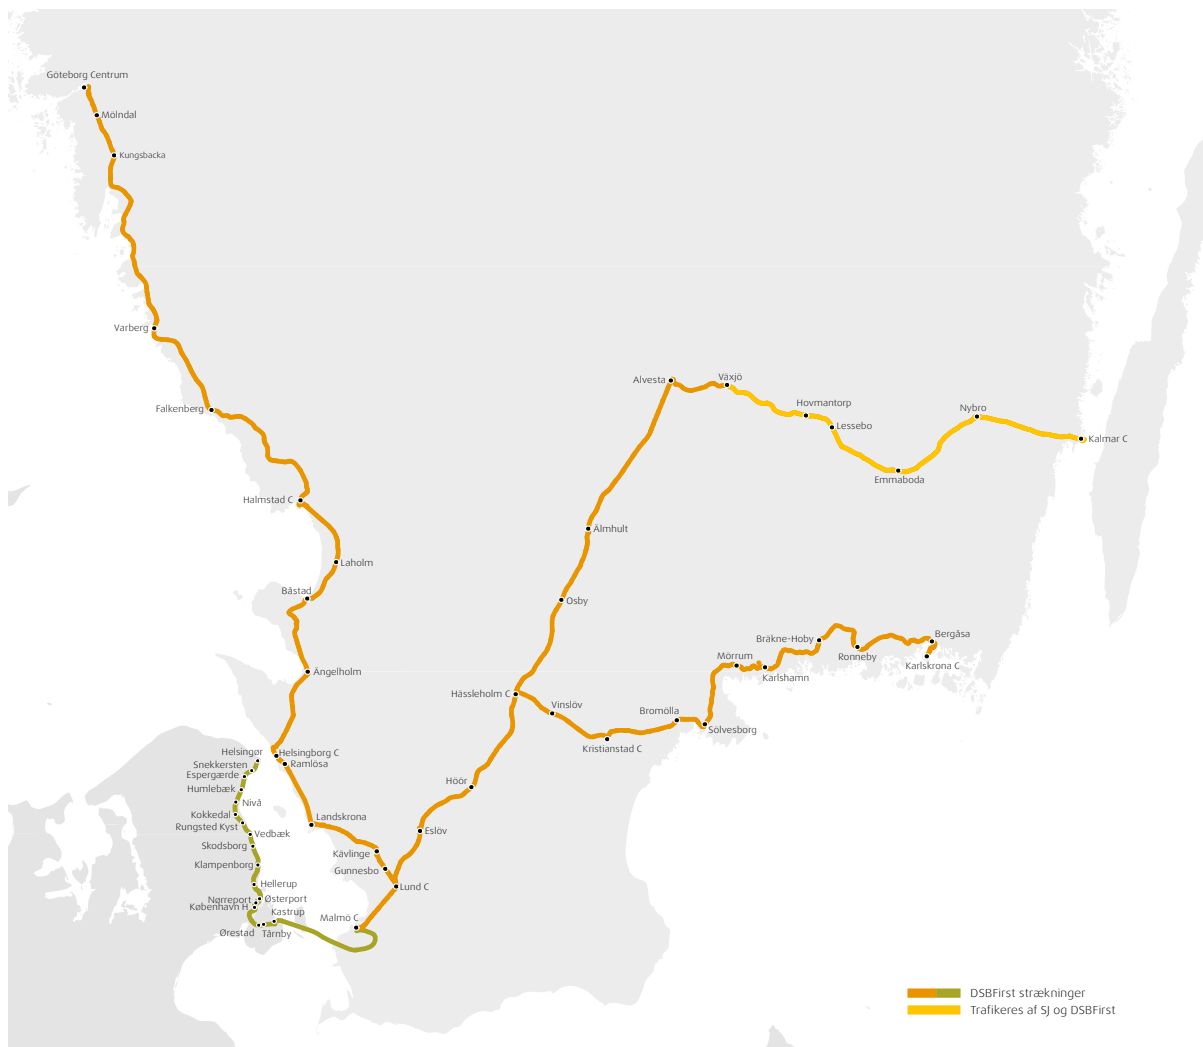 Göteborg Centrum
Mölndal
Kungsbacka
Varberg
Falkenberg
Halmstad C
Laholm
Båstad
Ängelholm
Helsingborg C
Ramlösa
Landskrona
Kävlinge
Gunnesbo
Lund C
Malmö C
Alvesta
Växjö
Hovmantorp
Lessebo
Emmaboda
Nybro
Kalmar C
Älmhult
Osby
Hässleholm C
Vinslöv
Kristianstad C
Bromölla
Sölvesborg
Mörrum
Karlshamn
Bräkne-Hoby
Ronneby
Bergåsa
Karlskrona C
Höör
Eslöv
Helsingør
Snekkersten
Espergærde
Humlebæk
Nivå
Kokkedal
Rungsted Kyst
Vedbæk
Skodsborg
Klampenborg
Hellerup
Nørreport
Østerport
København H
Kastrup
Ørestad
Tårnby
DSBFirst strækninger
Trafikeres af SJ og DSBFirst